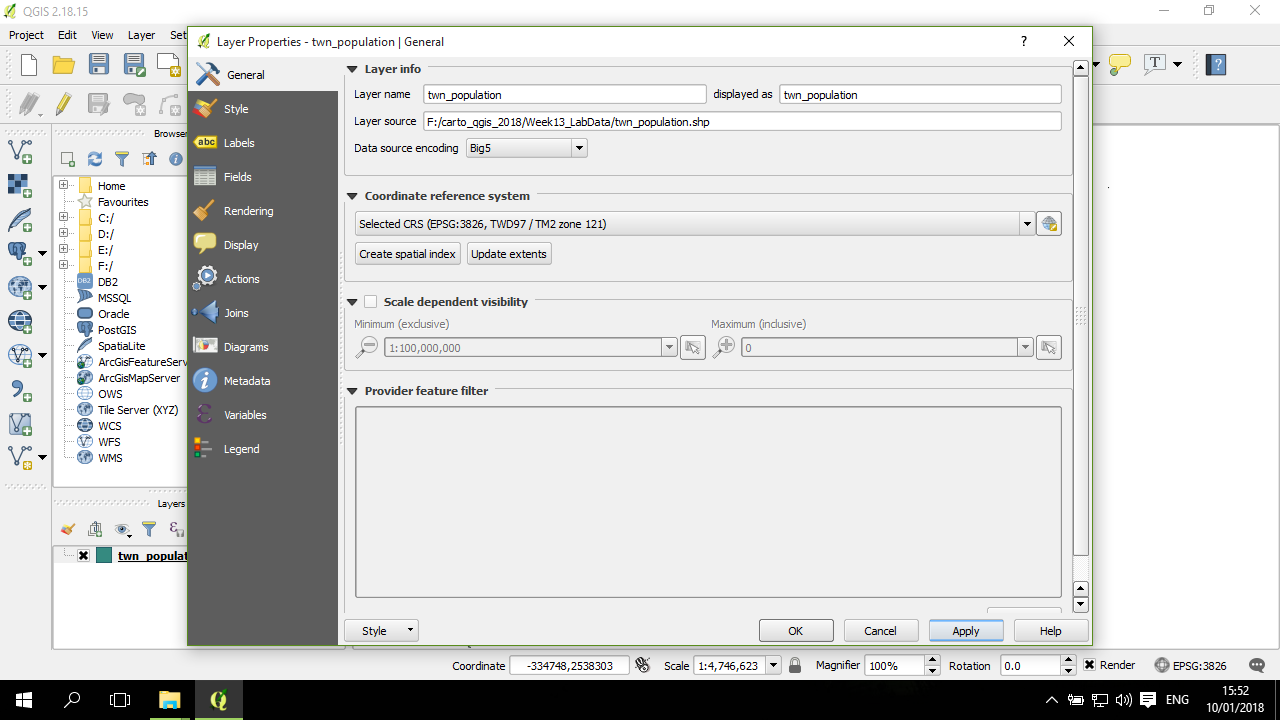 QGIS 2.18.15
Project Edit View Layer Set
Layer Properties - twn_population | General
General
Style
Labels
Fields
Rendering
Display
Actions
Joins
Diagrams
Metadata
Variables
Legend
Layer info
Layer name twn_population displayed as twn_population
Layer source F:/carto_qgis_2018/Week13_LabData/twn_population.shp
Data source encoding Big5
Coordinate reference system
Selected CRS (EPSG:3826, TWD97 / TM2 zone 121)
Create spatial index Update extents
Scale dependent visibility
Minimum (exclusive) Maximum (inclusive)
1:100,000,000 0
Provider feature filter
Style OK Cancel Apply Help
Browse
Home
Favourites
C:/
D:/
E:/
F:/
DB2
MSSQL
Oracle
PostGIS
SpatiaLite
ArcGisFeatureServ
ArcGisMapServer
OWS
Tile Server (XYZ)
WCS
WFS
WMS
Layers
twn_populat
Coordinate -334748,2538303 Scale 1:4,746,623 Magnifier 100% Rotation 0.0 Render EPSG:3826
ENG
15:52
10/01/2018
abc
DB2
T